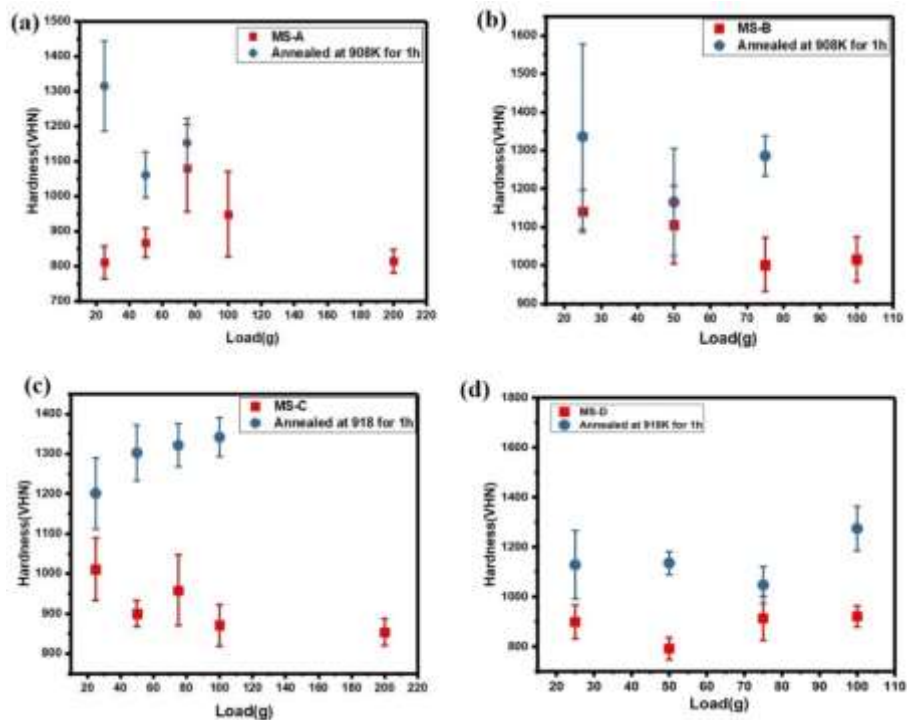 (a)
MS-A
Annealed at 908K for 1h
Hardness(VHN)
1500
1400
1300
1200
1100
1000
900
800
700
20 40 60 80 100 120 140 160 180 200 220
Load(g)
(b)
MS-B
Annealed at 908K for 1h
Hardness(VHN)
1600
1500
1400
1300
1200
1100
1000
900
20 30 40 50 60 70 80 90 100 110
Load(g)
(c)
MS-C
Annealed at 918 for 1h
Hardness(VHN)
1400
1300
1200
1100
1000
900
800
20 40 60 80 100 120 140 160 180 200 220
Load(g)
(d)
MS-D
Annealed at 918K for 1h
Hardness(VHN)
1800
1600
1400
1200
1000
800
20 30 40 50 60 70 80 90 100 110
Load(g)